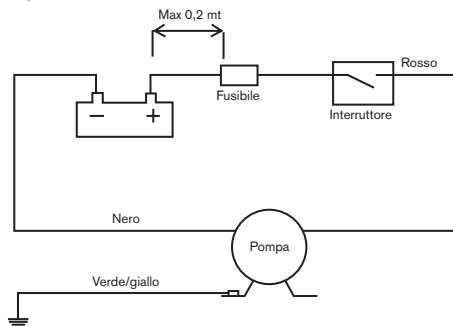 Max 0,2 mt
Rosso
Fusibile
Interruttore
− +
Nero
Pompa
Verde/giallo